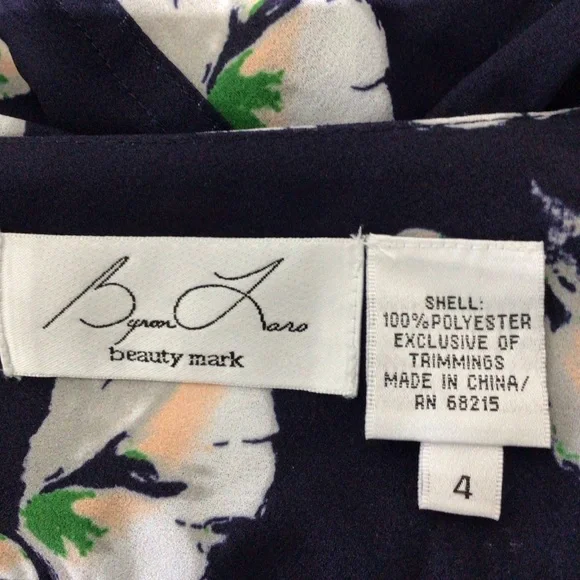 Byron Lars
beauty mark
SHELL:
100%POLYESTER
EXCLUSIVE OF
TRIMMINGS
MADE IN CHINA/
RN 68215
4